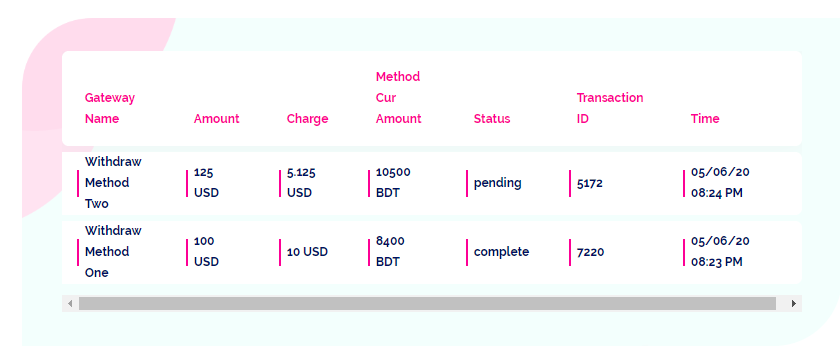 Gateway Name Amount Charge Method Cur Amount Status Transaction ID Time
Withdraw Method Two 125 USD 5.125 USD 10500 BDT pending 5172 05/06/20 08:24 PM
Withdraw Method One 100 USD 10 USD 8400 BDT complete 7220 05/06/20 08:23 PM